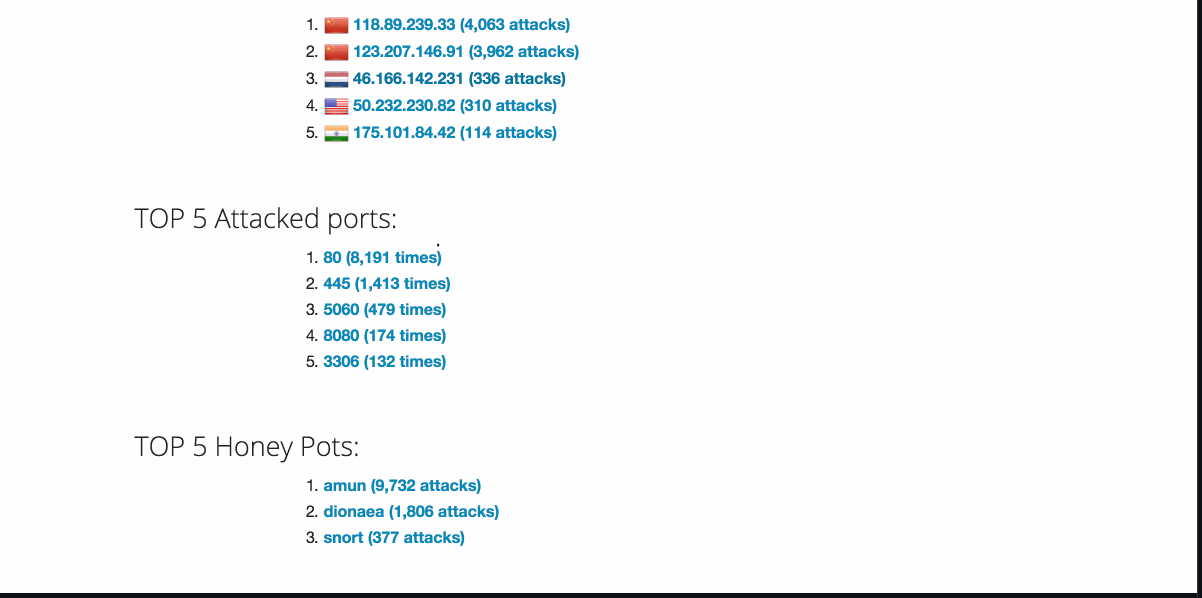 1. 118.89.239.33 (4,063 attacks)
2. 123.207.146.91 (3,962 attacks)
3. 46.166.142.231 (336 attacks)
4. 50.232.230.82 (310 attacks)
5. 175.101.84.42 (114 attacks)
TOP 5 Attacked ports:
1. 80 (8,191 times)
2. 445 (1,413 times)
3. 5060 (479 times)
4. 8080 (174 times)
5. 3306 (132 times)
TOP 5 Honey Pots:
1. amun (9,732 attacks)
2. dionaea (1,806 attacks)
3. snort (377 attacks)